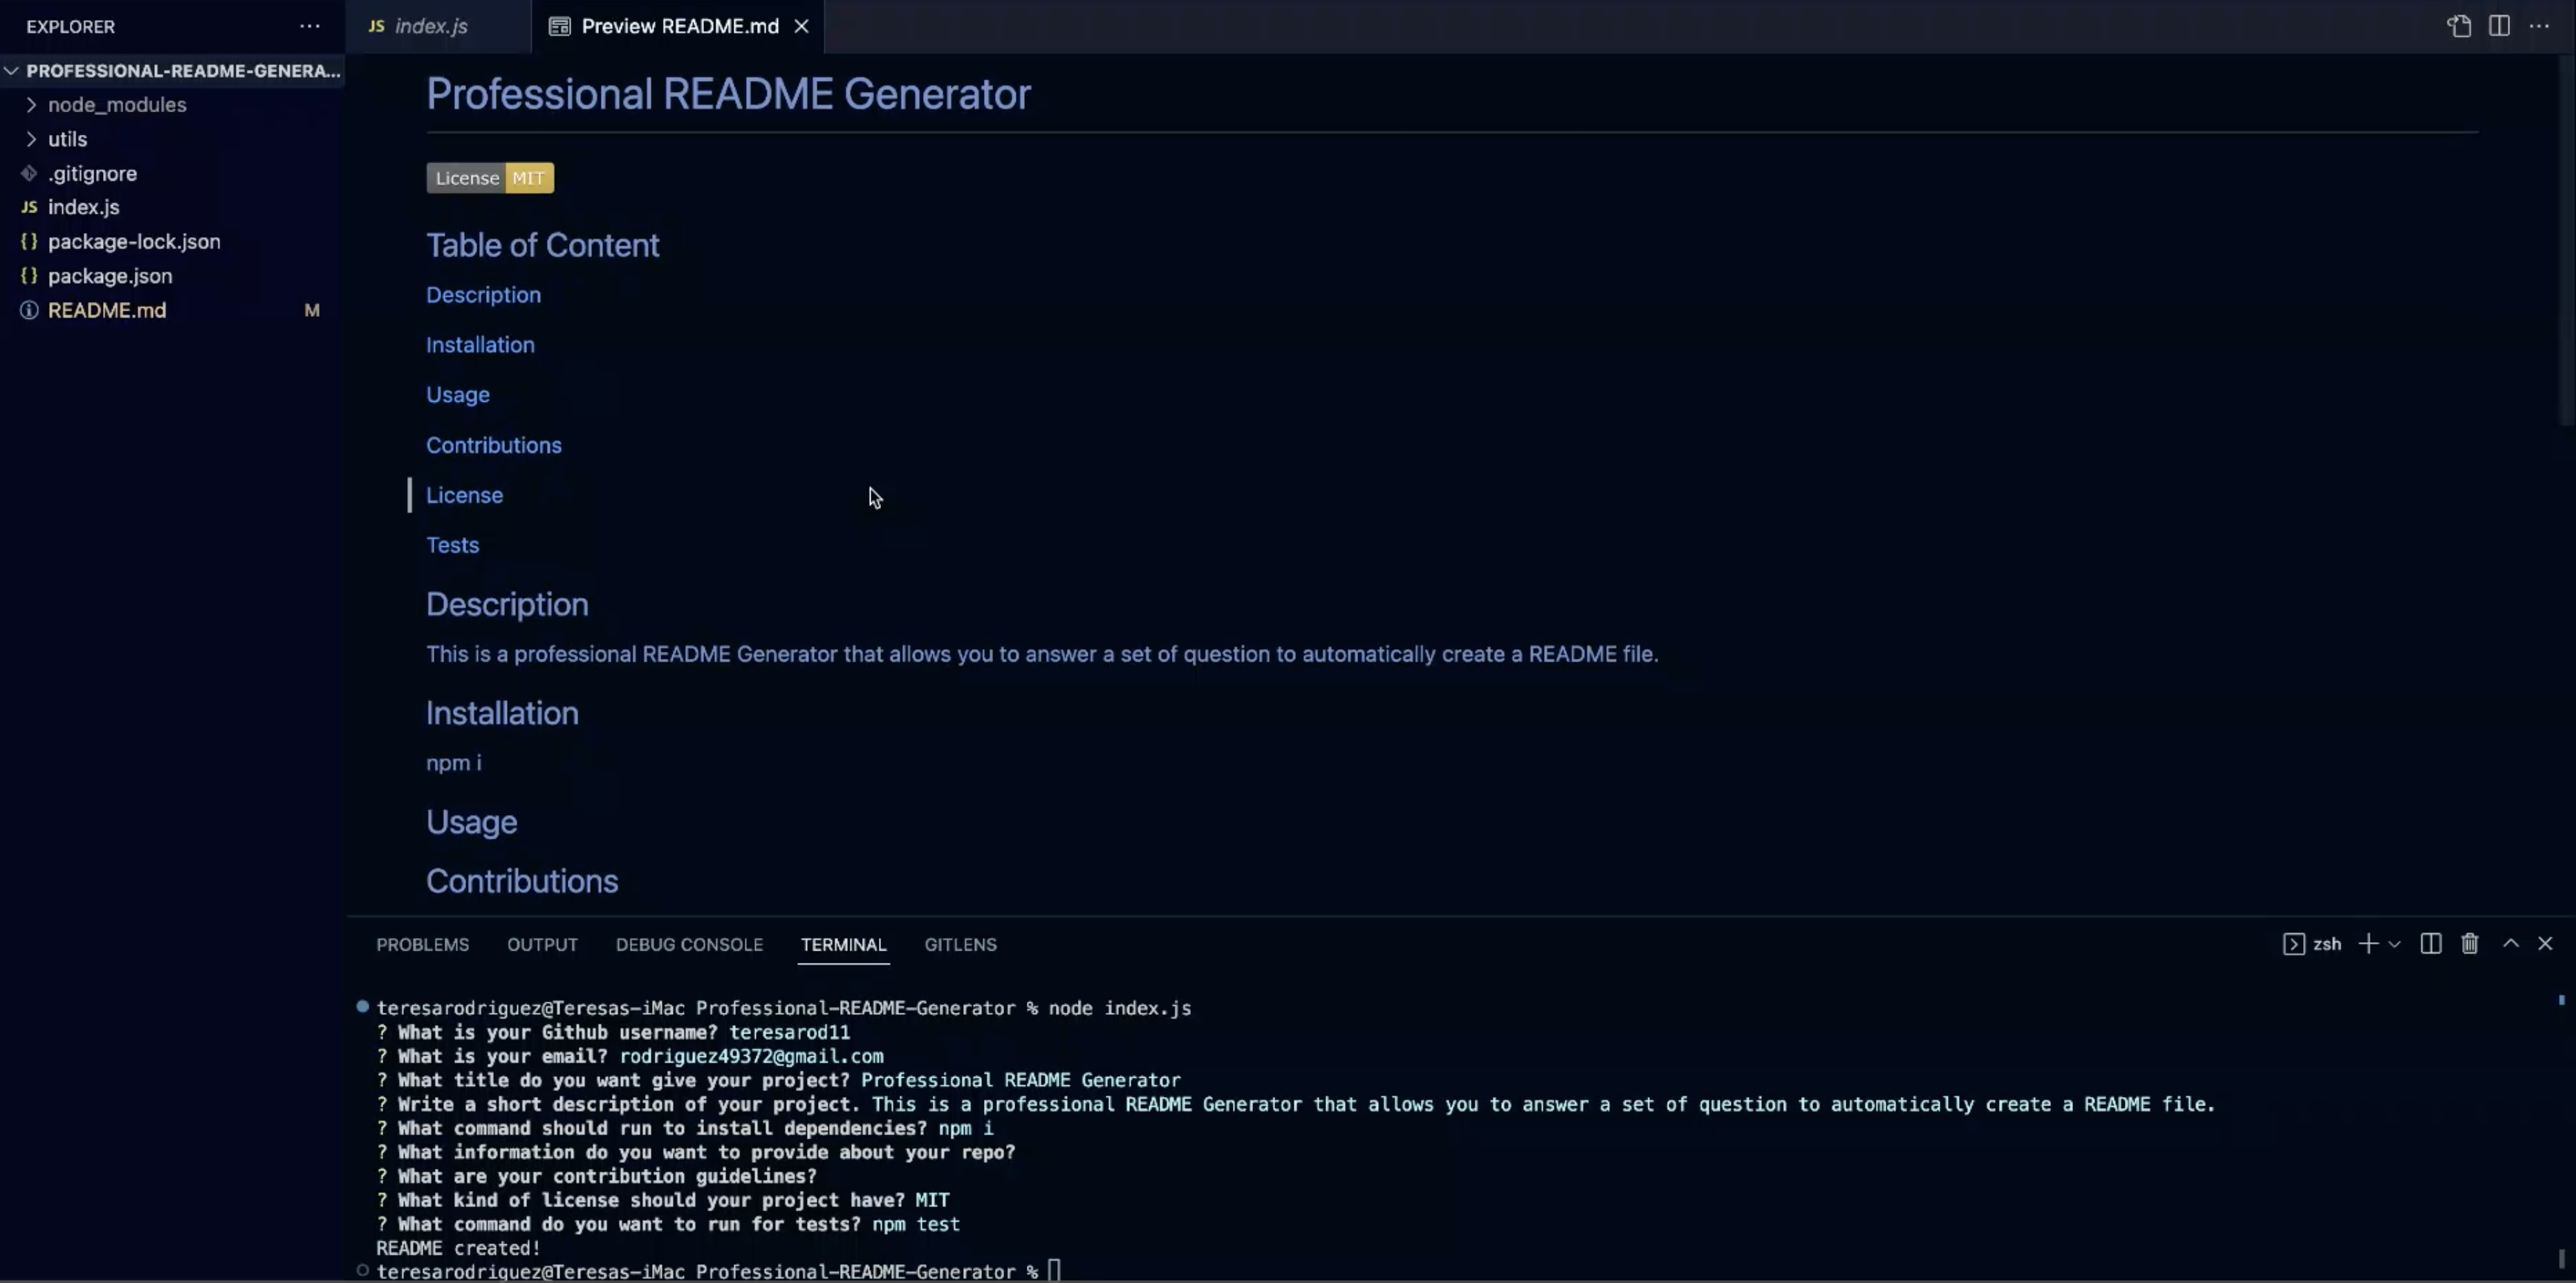 EXPLORER
PROFESSIONAL-README-GENERA...
node_modules
utils
.gitignore
JS index.js
{} package-lock.json
{} package.json
README.md M
JS index.js
Preview README.md
Professional README Generator
License MIT
Table of Content
Description
Installation
Usage
Contributions
License
Tests
Description
This is a professional README Generator that allows you to answer a set of question to automatically create a README file.
Installation
npm i
Usage
Contributions
PROBLEMS OUTPUT DEBUG CONSOLE TERMINAL GITLENS
zsh
teresarodriguez@Teresas-iMac Professional-README-Generator % node index.js
? What is your Github username? teresarod11
? What is your email? rodriguez49372@gmail.com
? What title do you want give your project? Professional README Generator
? Write a short description of your project. This is a professional README Generator that allows you to answer a set of question to automatically create a README file.
? What command should run to install dependencies? npm i
? What information do you want to provide about your repo?
? What are your contribution guidelines?
? What kind of license should your project have? MIT
? What command do you want to run for tests? npm test
README created!
teresarodriguez@Teresas-iMac Professional-README-Generator %